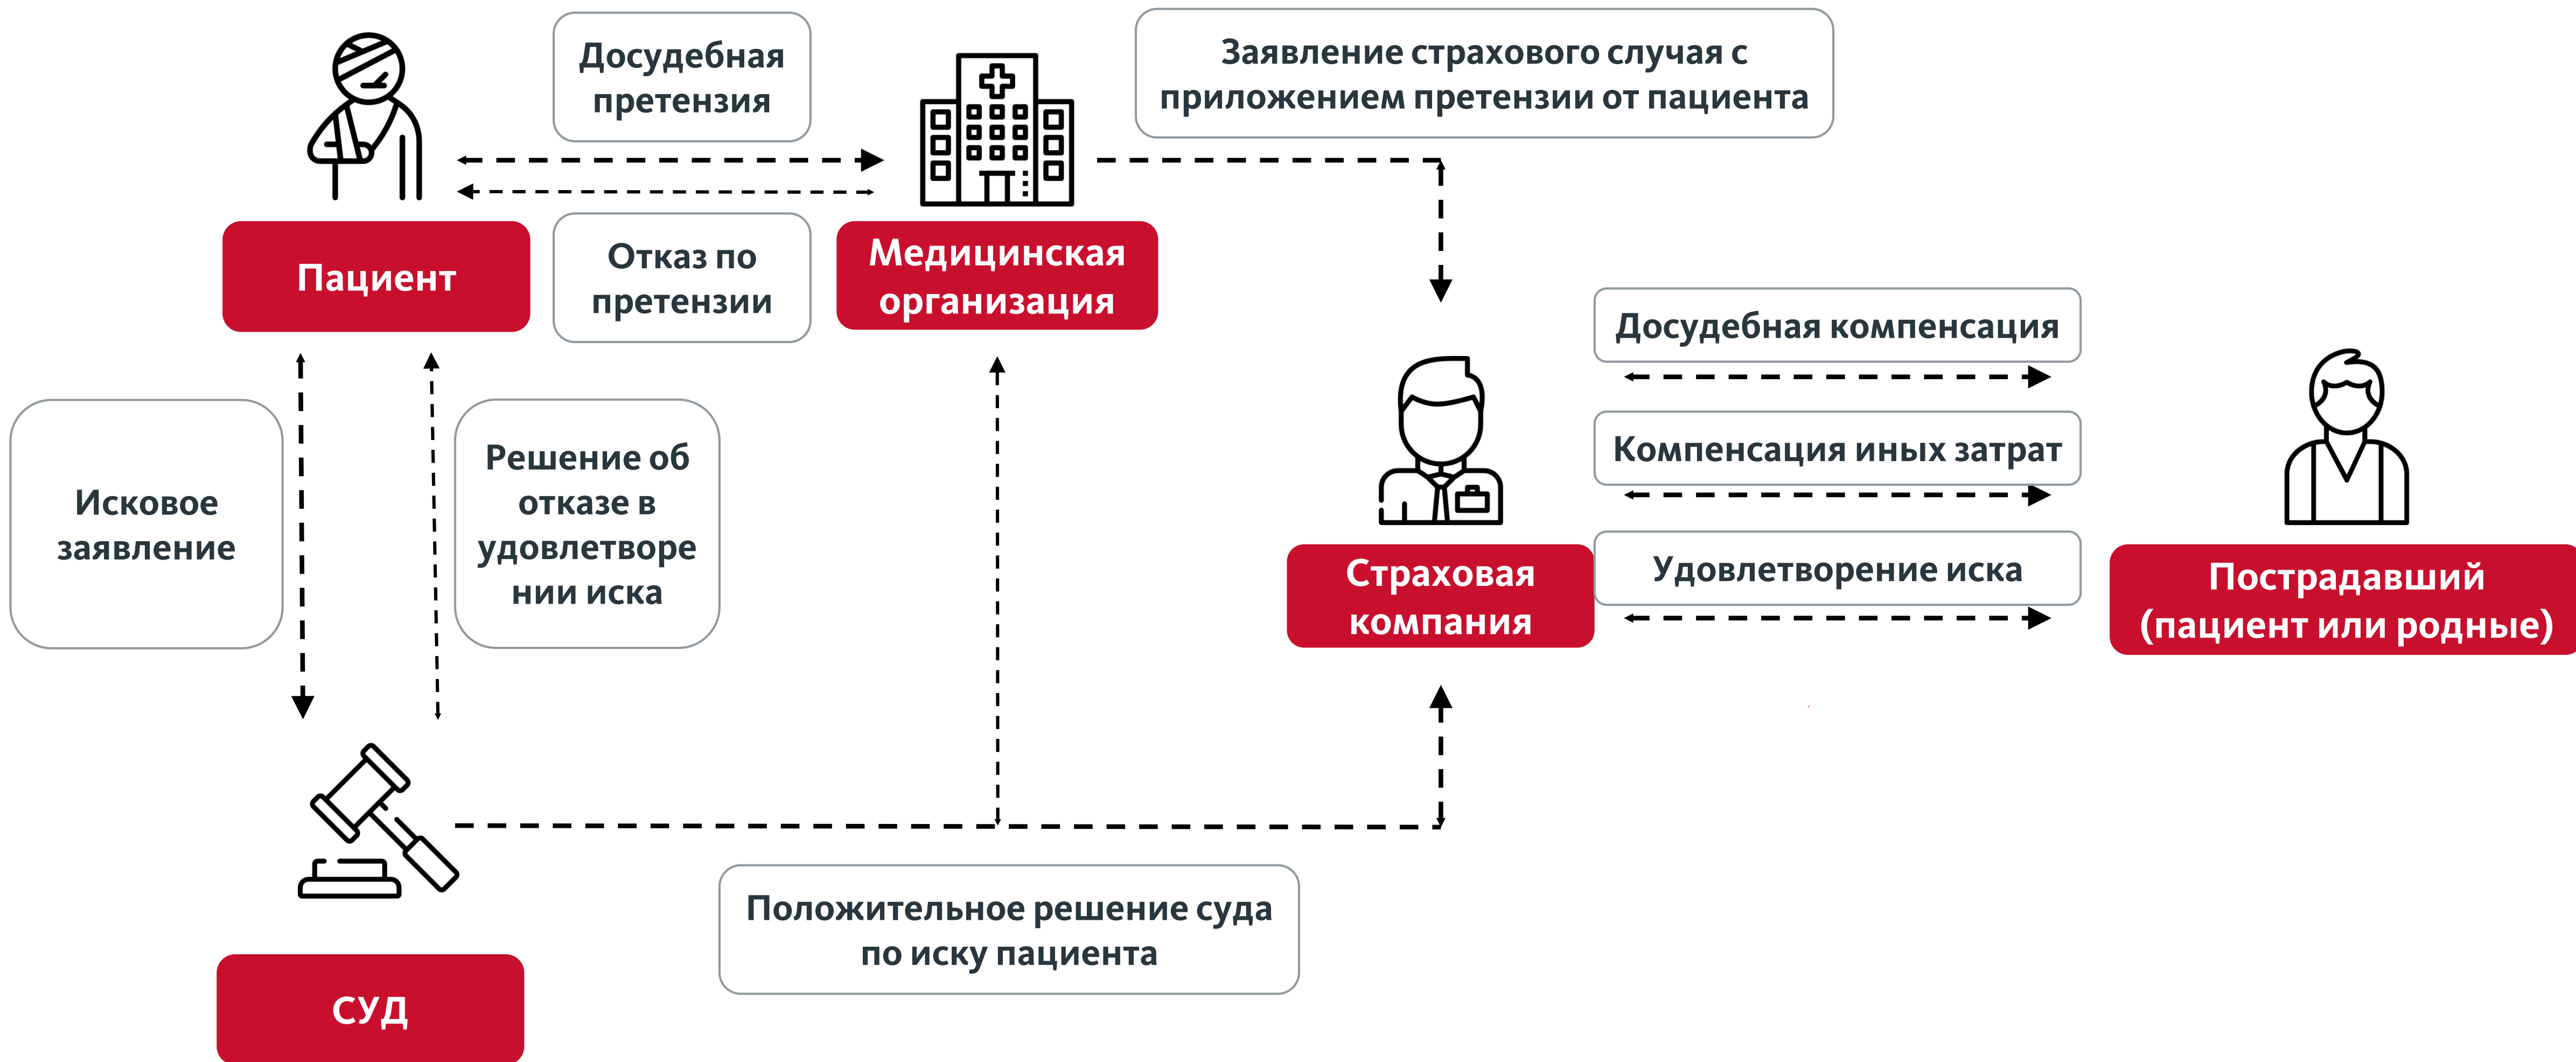 Досудебная
претензия
Заявление страхового случая с
приложением претензии от пациента
Пациент
Отказ по
претензии
Медицинская
организация
Досудебная компенсация
Компенсация иных затрат
Удовлетворение иска
Исковое
заявление
Решение об
отказе в
удовлетворе
нии иска
Страховая
компания
Пострадавший
(пациент или родные)
Положительное решение суда
по иску пациента
СУД